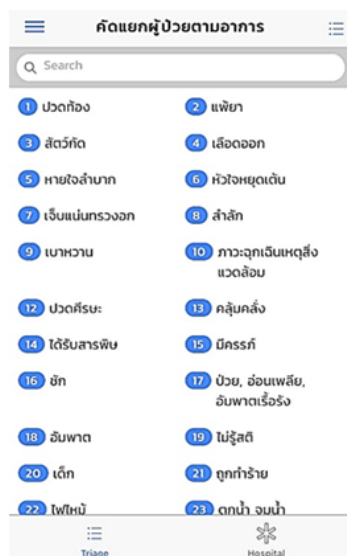 คัดแยกผู้ป่วยตามอาการ
Search
1 ปวดท้อง
2 แพ้ยา
3 สัตว์กัด
4 เลือดออก
5 หายใจลำบาก
6 หัวใจหยุดเต้น
7 เจ็บแน่นทรวงอก
8 สำลัก
9 เบาหวาน
10 ภาวะฉุกเฉินเหตุสิ่ง
แวดล้อม
12 ปวดศีรษะ
13 คลุ้มคลั่ง
14 ได้รับสารพิษ
15 มีครรภ์
16 ชัก
17 ป่วย, อ่อนเพลีย,
อัมพาตเรื้อรัง
18 อัมพาต
19 ไม่รู้สติ
20 เด็ก
21 ถูกทำร้าย
22 ไฟไหม้
23 ตกน้ำ จมน้ำ
Triage
Hospital